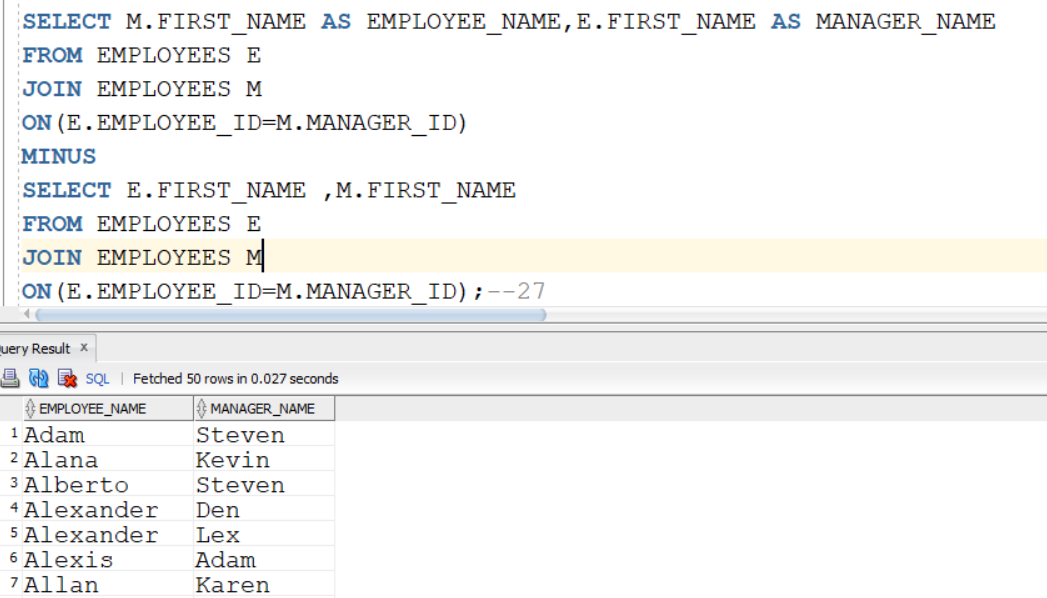 SELECT M.FIRST_NAME AS EMPLOYEE_NAME,E.FIRST_NAME AS MANAGER_NAME
FROM EMPLOYEES E
JOIN EMPLOYEES M
ON(E.EMPLOYEE_ID=M.MANAGER_ID)
MINUS
SELECT E.FIRST_NAME ,M.FIRST_NAME
FROM EMPLOYEES E
JOIN EMPLOYEES M
ON(E.EMPLOYEE_ID=M.MANAGER_ID);--27
uery Result x
SQL | Fetched 50 rows in 0.027 seconds
EMPLOYEE_NAME MANAGER_NAME
1 Adam Steven
2 Alana Kevin
3 Alberto Steven
4 Alexander Den
5 Alexander Lex
6 Alexis Adam
7 Allan Karen